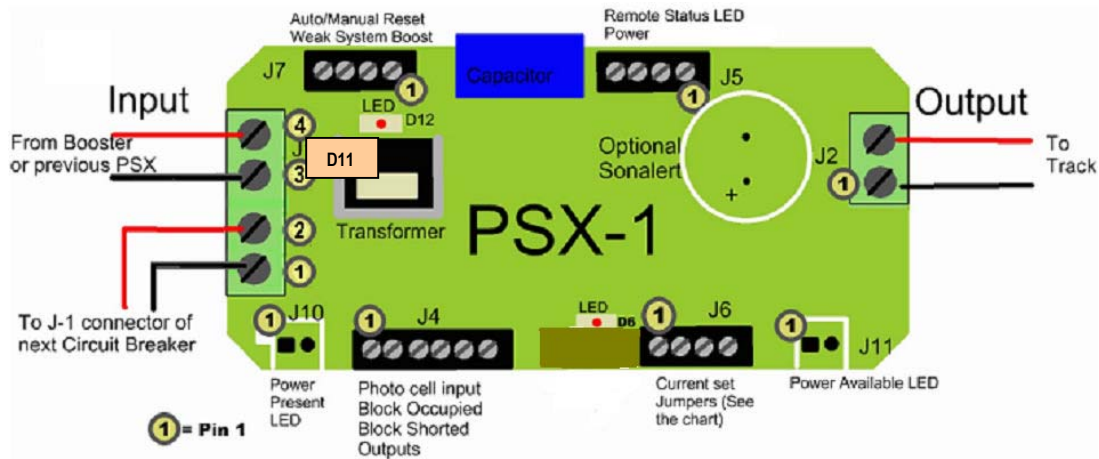 Auto/Manual Reset
Weak System Boost
Remote Status LED
Power
J7
1
Capacitor
J5
1
Input
Output
LED
D12
4
J
D11
3
From Booster
or previous PSX
Optional
Sonalert
+
J2
1
To
Track
2
Transformer
PSX-1
1
To J-1 connector of
next Circuit Breaker
1
J10
1
J4
LED
D6
1
J6
1
J11
Power
Present
LED
Photo cell input
Block Occupied
Block Shorted
Outputs
Current set
Jumpers (See
the chart)
Power Available LED
1 = Pin 1